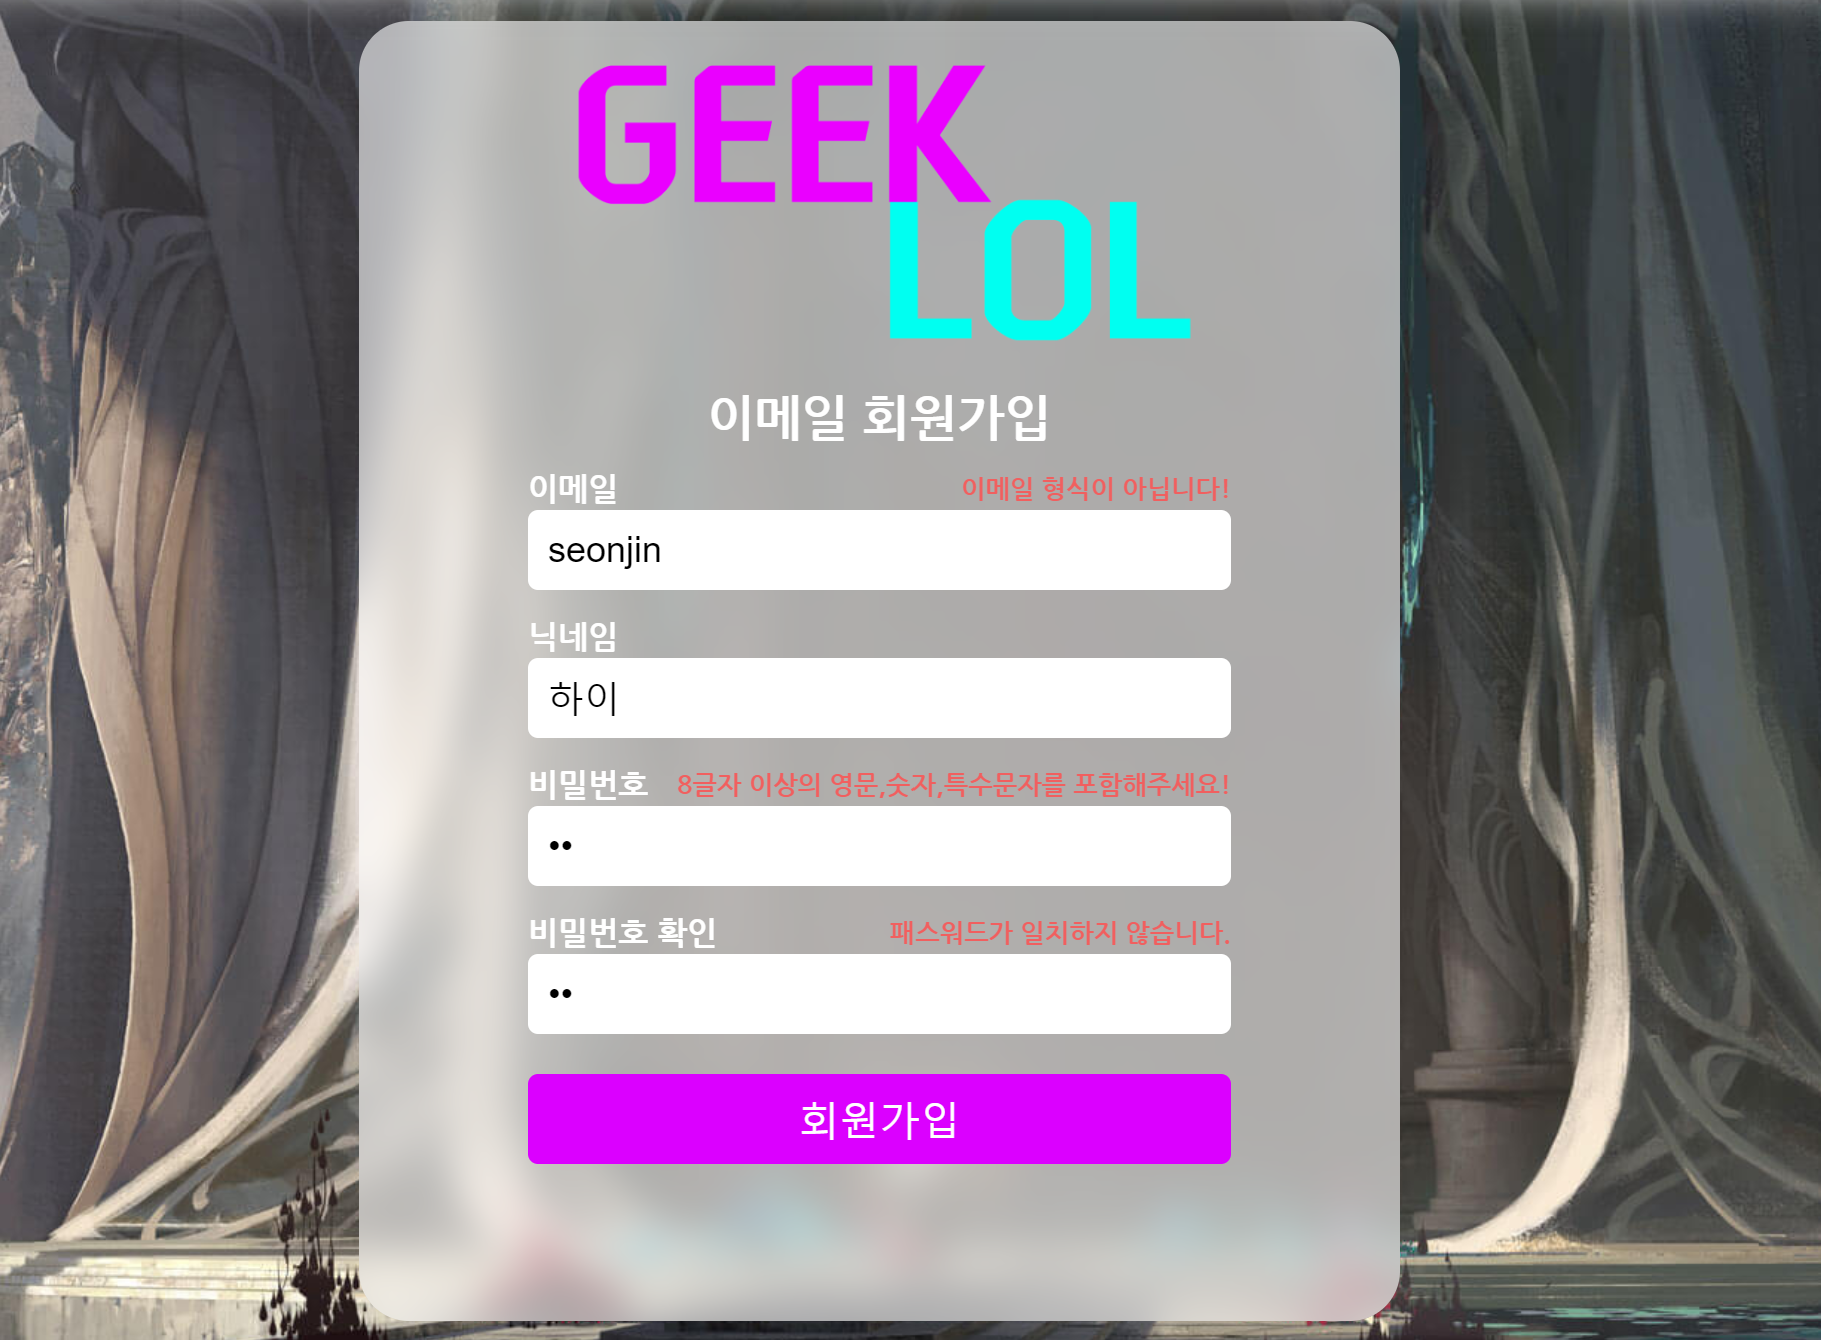 GEEK
LOL
이메일 회원가입
이메일 이메일 형식이 아닙니다!
seonjin
닉네임
하이
비밀번호 8글자 이상의 영문,숫자,특수문자를 포함해주세요!
••
비밀번호 확인 패스워드가 일치하지 않습니다.
••
회원가입